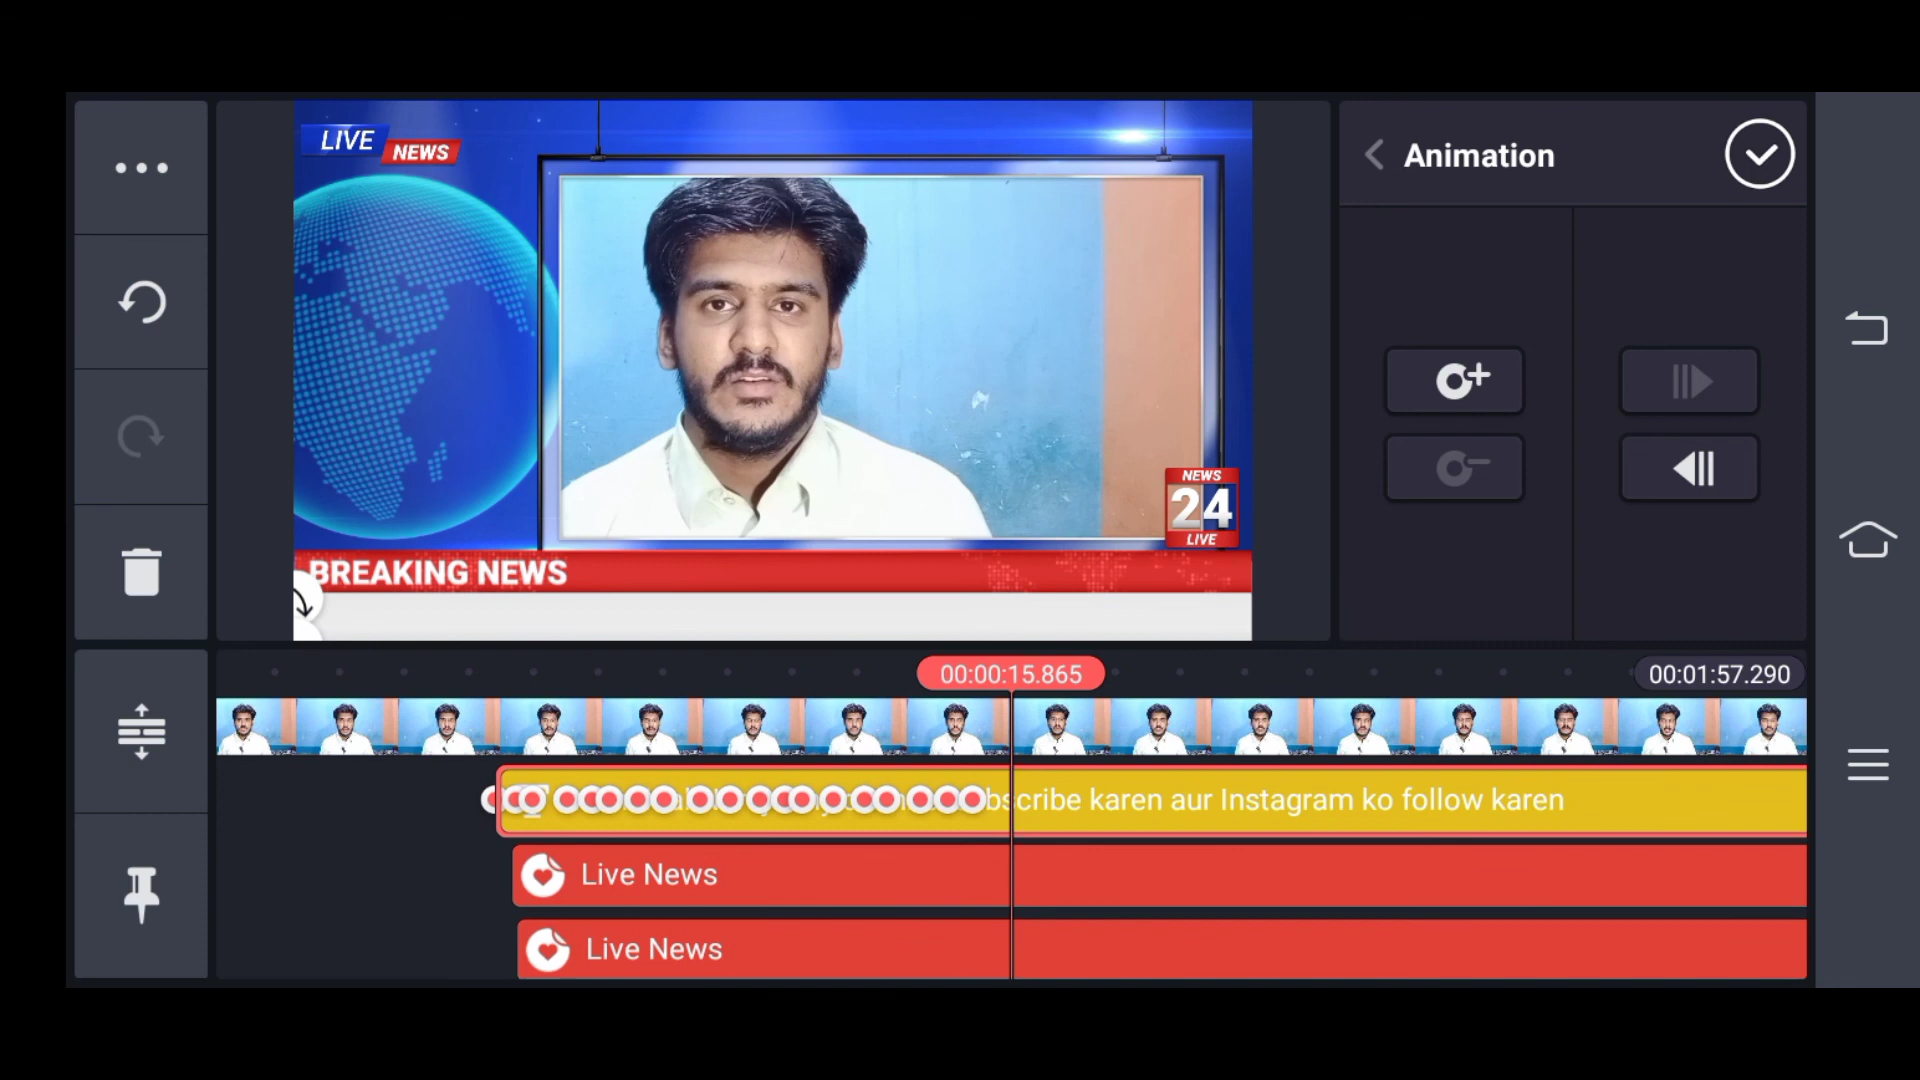 LIVE
NEWS
Animation
NEWS
24
LIVE
BREAKING NEWS
00:00:15.865
00:01:57.290
karen aur Instagram ko follow karen
Live News
Live News